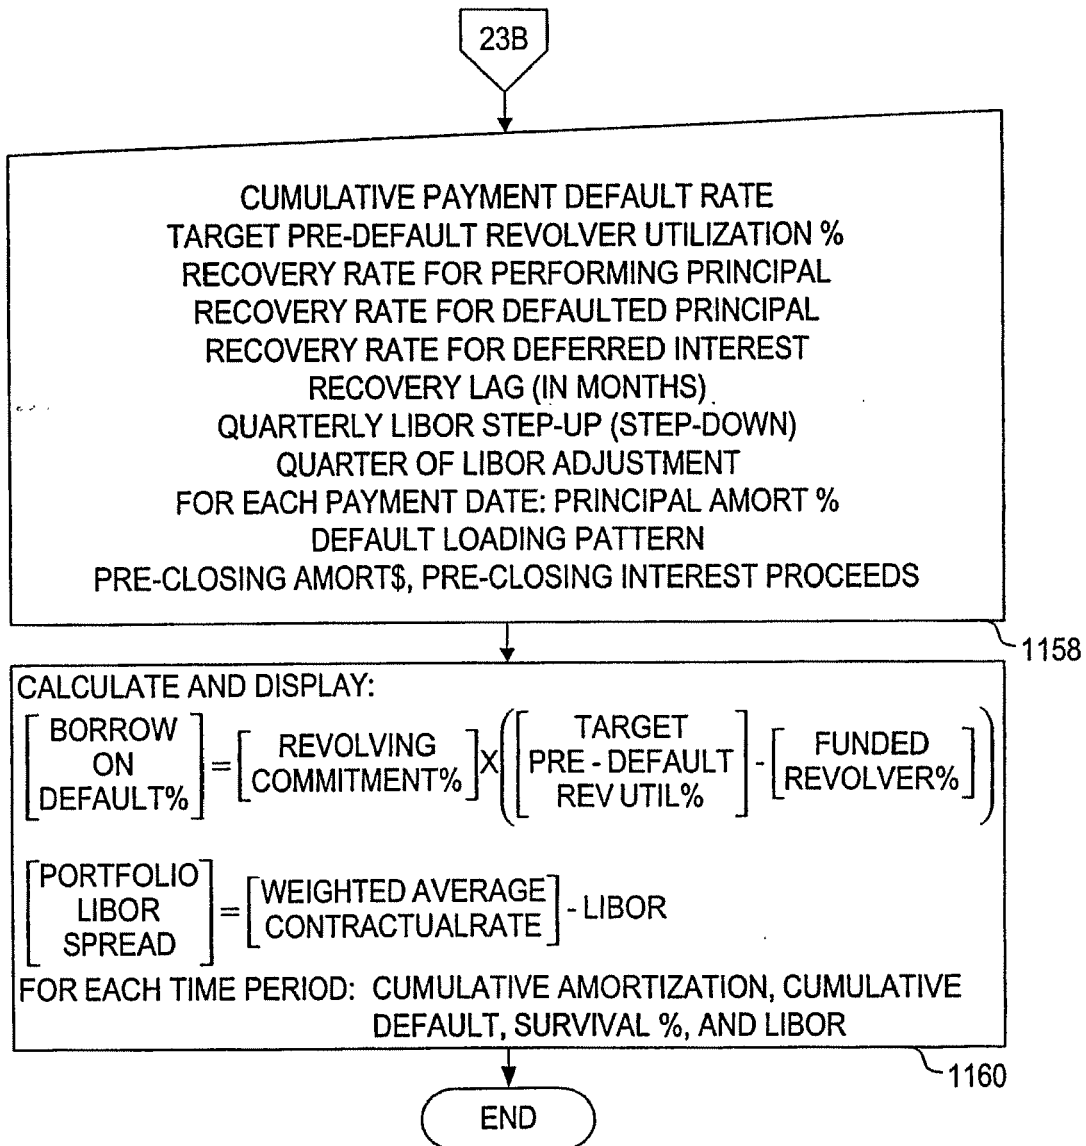 23B
CUMULATIVE PAYMENT DEFAULT RATE
TARGET PRE-DEFAULT REVOLVER UTILIZATION %
RECOVERY RATE FOR PERFORMING PRINCIPAL
RECOVERY RATE FOR DEFAULTED PRINCIPAL
RECOVERY RATE FOR DEFERRED INTEREST
RECOVERY LAG (IN MONTHS)
QUARTERLY LIBOR STEP-UP (STEP-DOWN)
QUARTER OF LIBOR ADJUSTMENT
FOR EACH PAYMENT DATE: PRINCIPAL AMORT %
DEFAULT LOADING PATTERN
PRE-CLOSING AMORT$, PRE-CLOSING INTEREST PROCEEDS
1158
CALCULATE AND DISPLAY:
[BORROW ON DEFAULT%] = [REVOLVING COMMITMENT%] X ([TARGET PRE - DEFAULT REV UTIL%] - [FUNDED REVOLVER%])
[PORTFOLIO LIBOR SPREAD] = [WEIGHTED AVERAGE CONTRACTUALRATE] - LIBOR
FOR EACH TIME PERIOD: CUMULATIVE AMORTIZATION, CUMULATIVE
DEFAULT, SURVIVAL %, AND LIBOR
1160
END